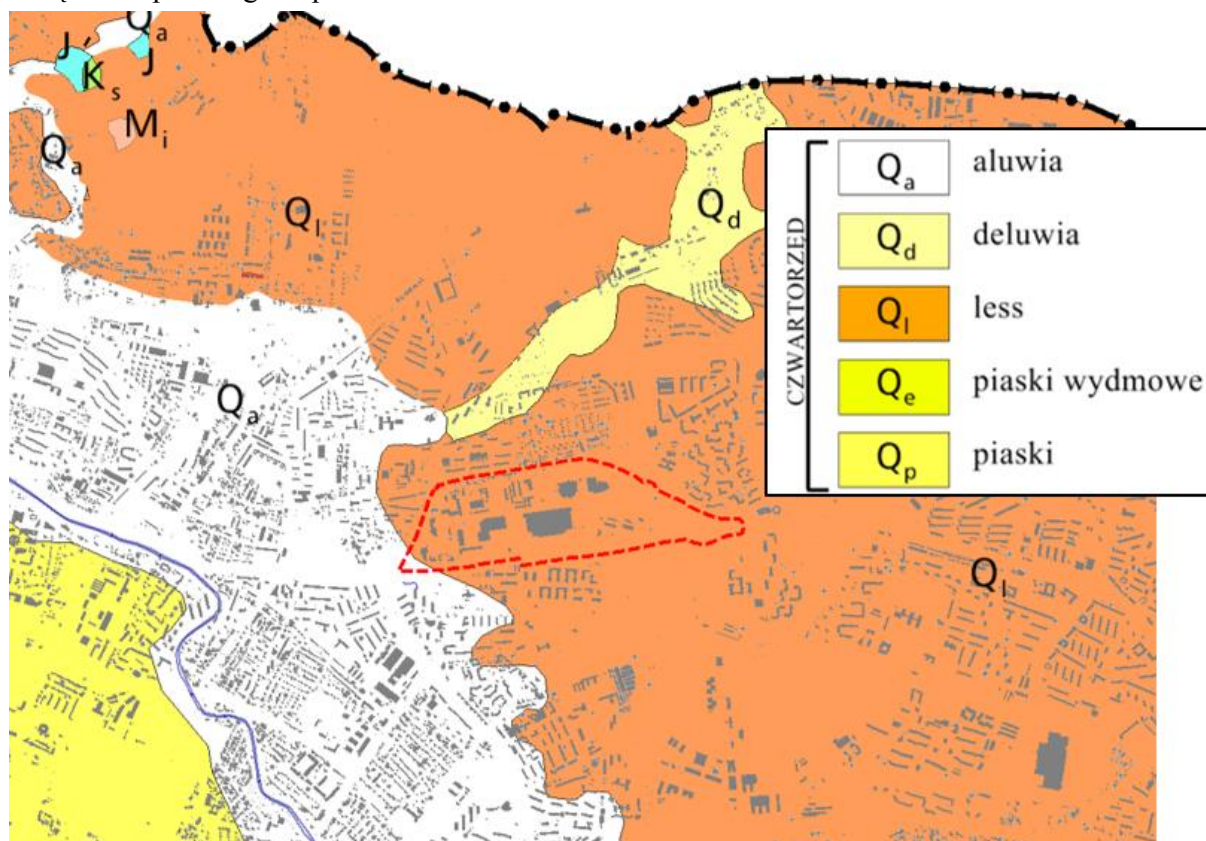 Qa
J
J
Ks
Mi
Qa
Ql
Qd
Qa
Ql
CZWARTORZĘD
Qa aluwia
Qd deluwia
Ql less
Qe piaski wydmowe
Qp piaski